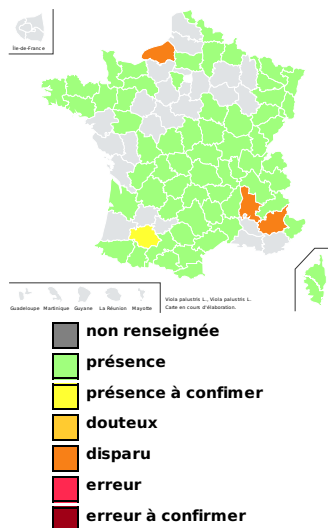 Île-de-France
Guadeloupe Martinique Guyane La Réunion Mayotte
Viola palustris L., Viola palustris L.
Carte en cours d'élaboration.
non renseignée
présence
présence à confimer
douteux
disparu
erreur
erreur à confirmer